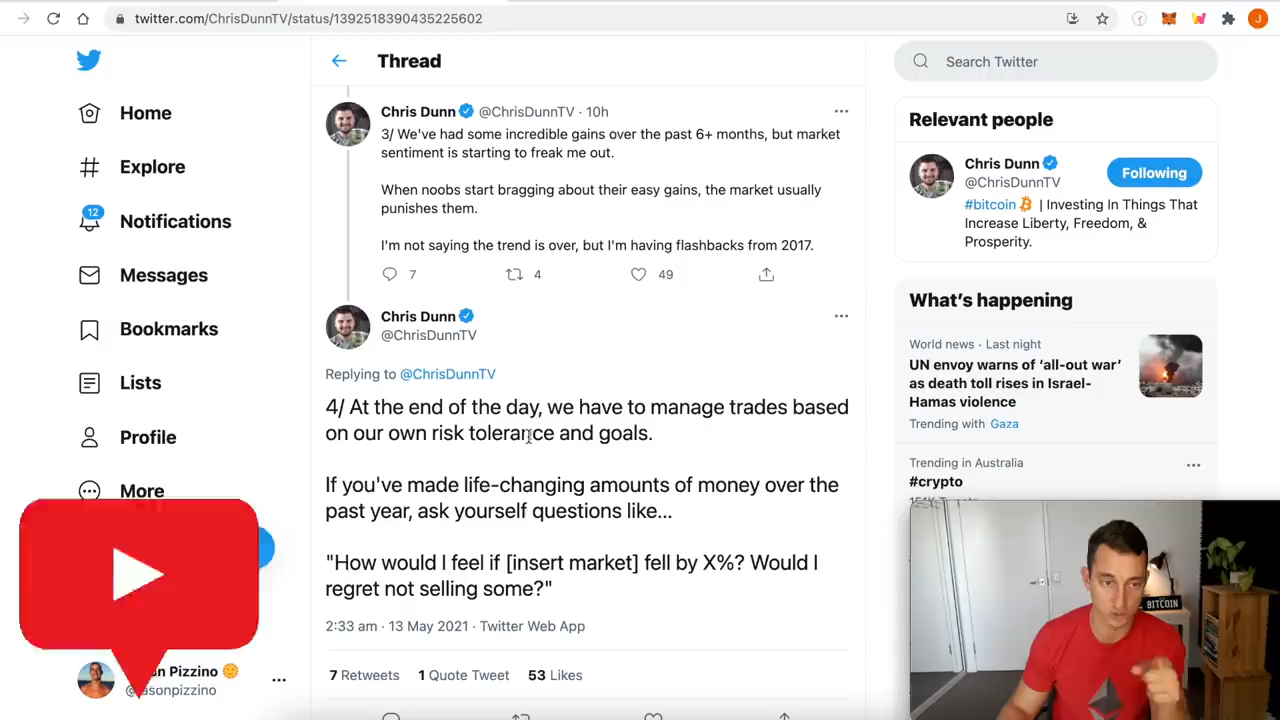 twitter.com/ChrisDunnTV/status/1392518390435225602
J
Home
Explore
12
Notifications
Messages
Bookmarks
Lists
Profile
More
Pizzino
@jasonpizzino
Thread
Chris Dunn @ChrisDunnTV · 10h
3/ We've had some incredible gains over the past 6+ months, but market
sentiment is starting to freak me out.
When noobs start bragging about their easy gains, the market usually
punishes them.
I'm not saying the trend is over, but I'm having flashbacks from 2017.
7 4 49
Chris Dunn
@ChrisDunnTV
Replying to @ChrisDunnTV
4/ At the end of the day, we have to manage trades based
on our own risk tolerance and goals.
If you've made life-changing amounts of money over the
past year, ask yourself questions like...
"How would I feel if [insert market] fell by X%? Would I
regret not selling some?"
2:33 am · 13 May 2021 · Twitter Web App
7 Retweets 1 Quote Tweet 53 Likes
Search Twitter
Relevant people
Chris Dunn
@ChrisDunnTV
Following
#bitcoin | Investing In Things That
Increase Liberty, Freedom, &
Prosperity.
What's happening
World news · Last night
UN envoy warns of 'all-out war'
as death toll rises in Israel-
Hamas violence
Trending with Gaza
Trending in Australia
#crypto
BITCOIN